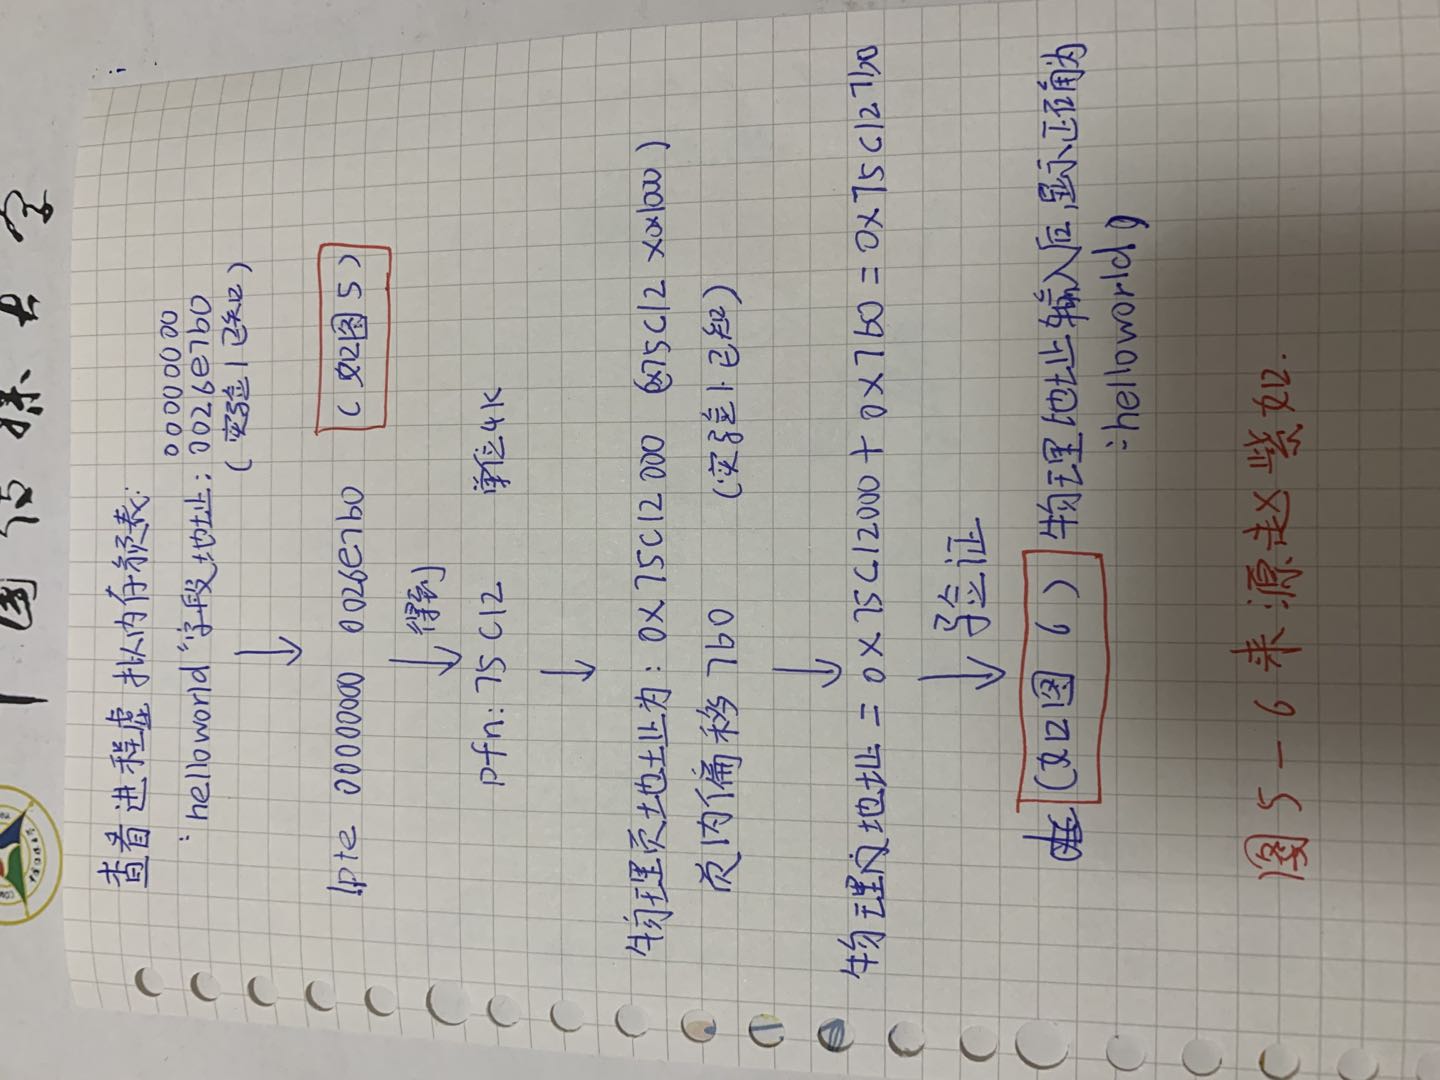 中国传媒大学
查看进程虚拟内存页表:
"helloworld"字段地址: 00000000
0026e7b0
(实验1已知)
!pte 00000000 0026e7b0 (如图5)
得到
pfn: 75c12 单位4K
物理页地址为: 0x75c12000 (0x75c12 x0x1000)
页内偏移 7b0 (实验1已知)
物理内地址 = 0x75c12000 + 0x7b0 = 0x75c127b0
验证
(如图 6) 物理地址输入后,显示正确为
"helloworld"
图5-6来源赵紫如.